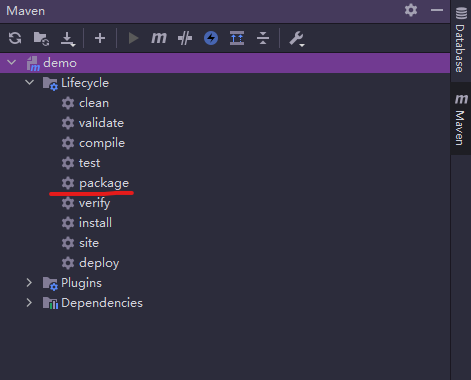 Maven
demo
Lifecycle
clean
validate
compile
test
package
verify
install
site
deploy
Plugins
Dependencies
Database
Maven